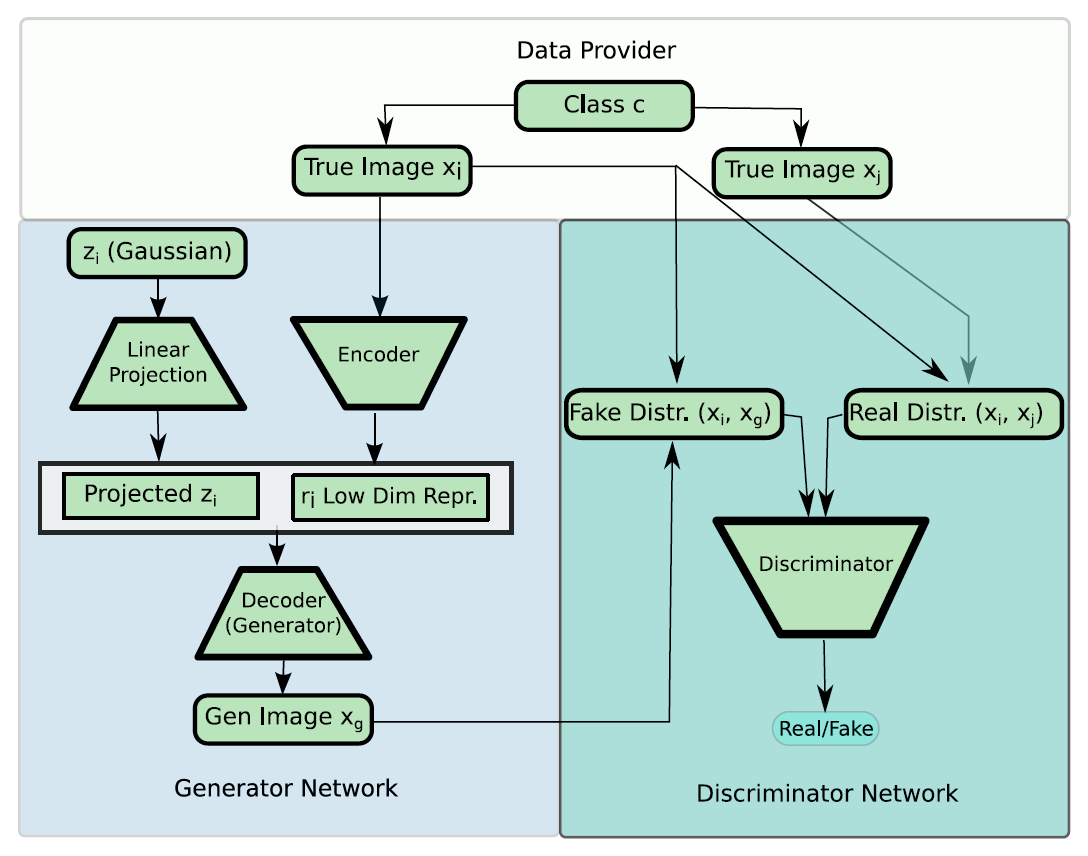 Data Provider
Class c
True Image xi
True Image xj
zi (Gaussian)
Linear
Projection
Encoder
Fake Distr. (xi, xg)
Real Distr. (xi, xj)
Projected zi
ri Low Dim Repr.
Discriminator
Decoder
(Generator)
Gen Image xg
Real/Fake
Generator Network
Discriminator Network